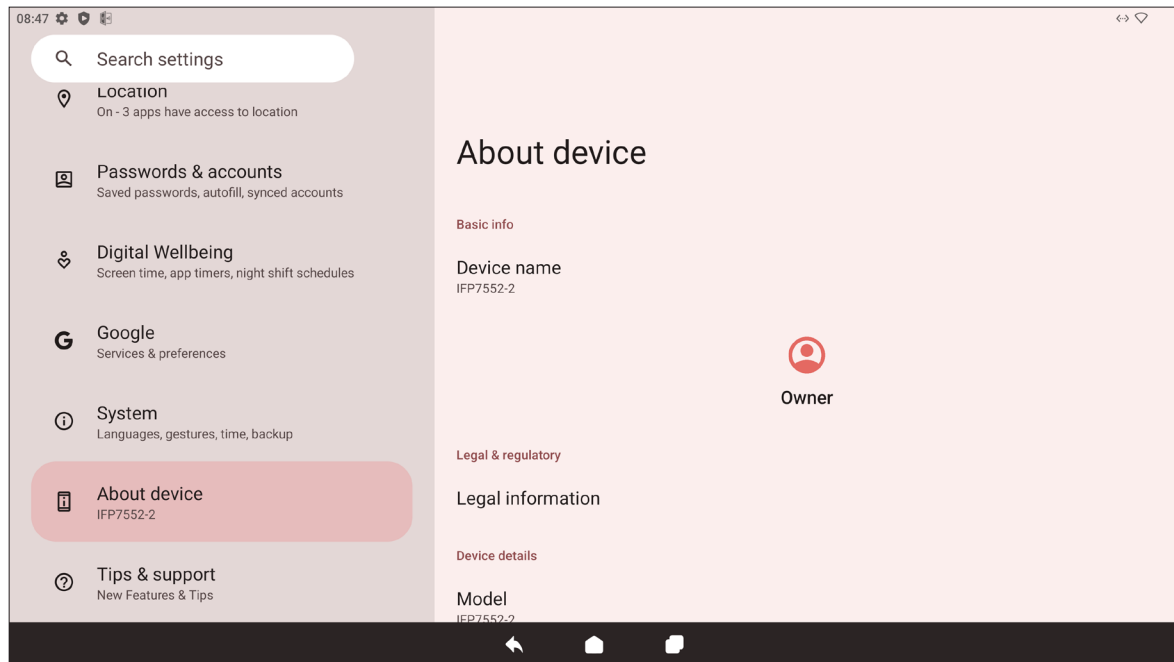 08:47
Search settings
Location
On - 3 apps have access to location
Passwords & accounts
Saved passwords, autofill, synced accounts
Digital Wellbeing
Screen time, app timers, night shift schedules
Google
Services & preferences
System
Languages, gestures, time, backup
About device
IFP7552-2
Tips & support
New Features & Tips
About device
Basic info
Device name
IFP7552-2
Owner
Legal & regulatory
Legal information
Device details
Model
IFP7552-2